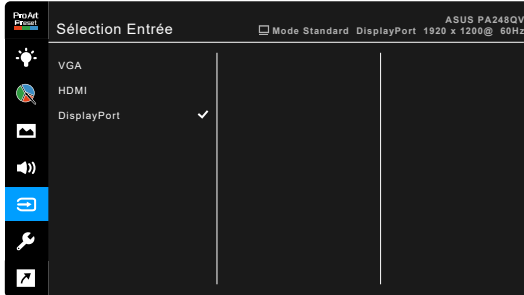 ProArt
Preset
Sélection Entrée
ASUS PA248QV
Mode Standard DisplayPort 1920 x 1200@ 60Hz
VGA
HDMI
DisplayPort